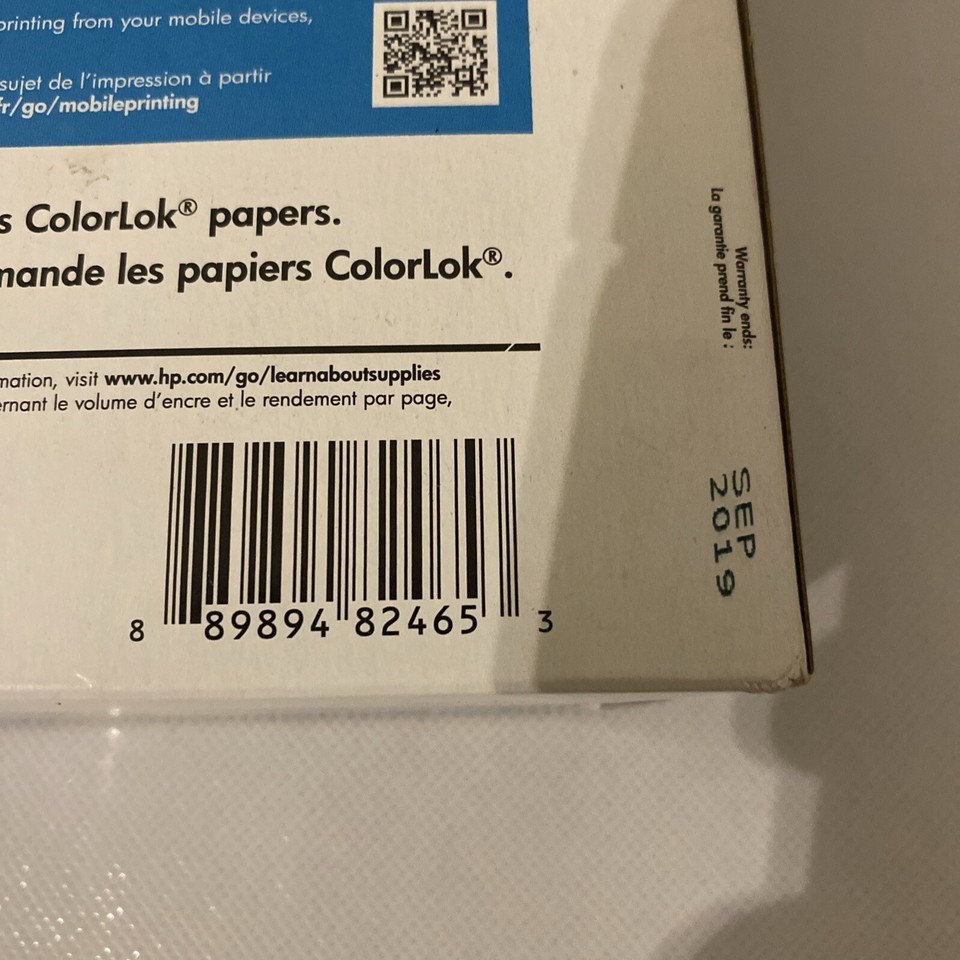 printing from your mobile devices,
sujet de l'impression à partir
fr/go/mobileprinting
s ColorLok® papers.
mande les papiers ColorLok®.
mation, visit www.hp.com/go/learnaboutsupplies
ernant le volume d'encre et le rendement par page,
8 89894 82465 3
Warranty ends:
La garantie prend fin le :
SEP
2019